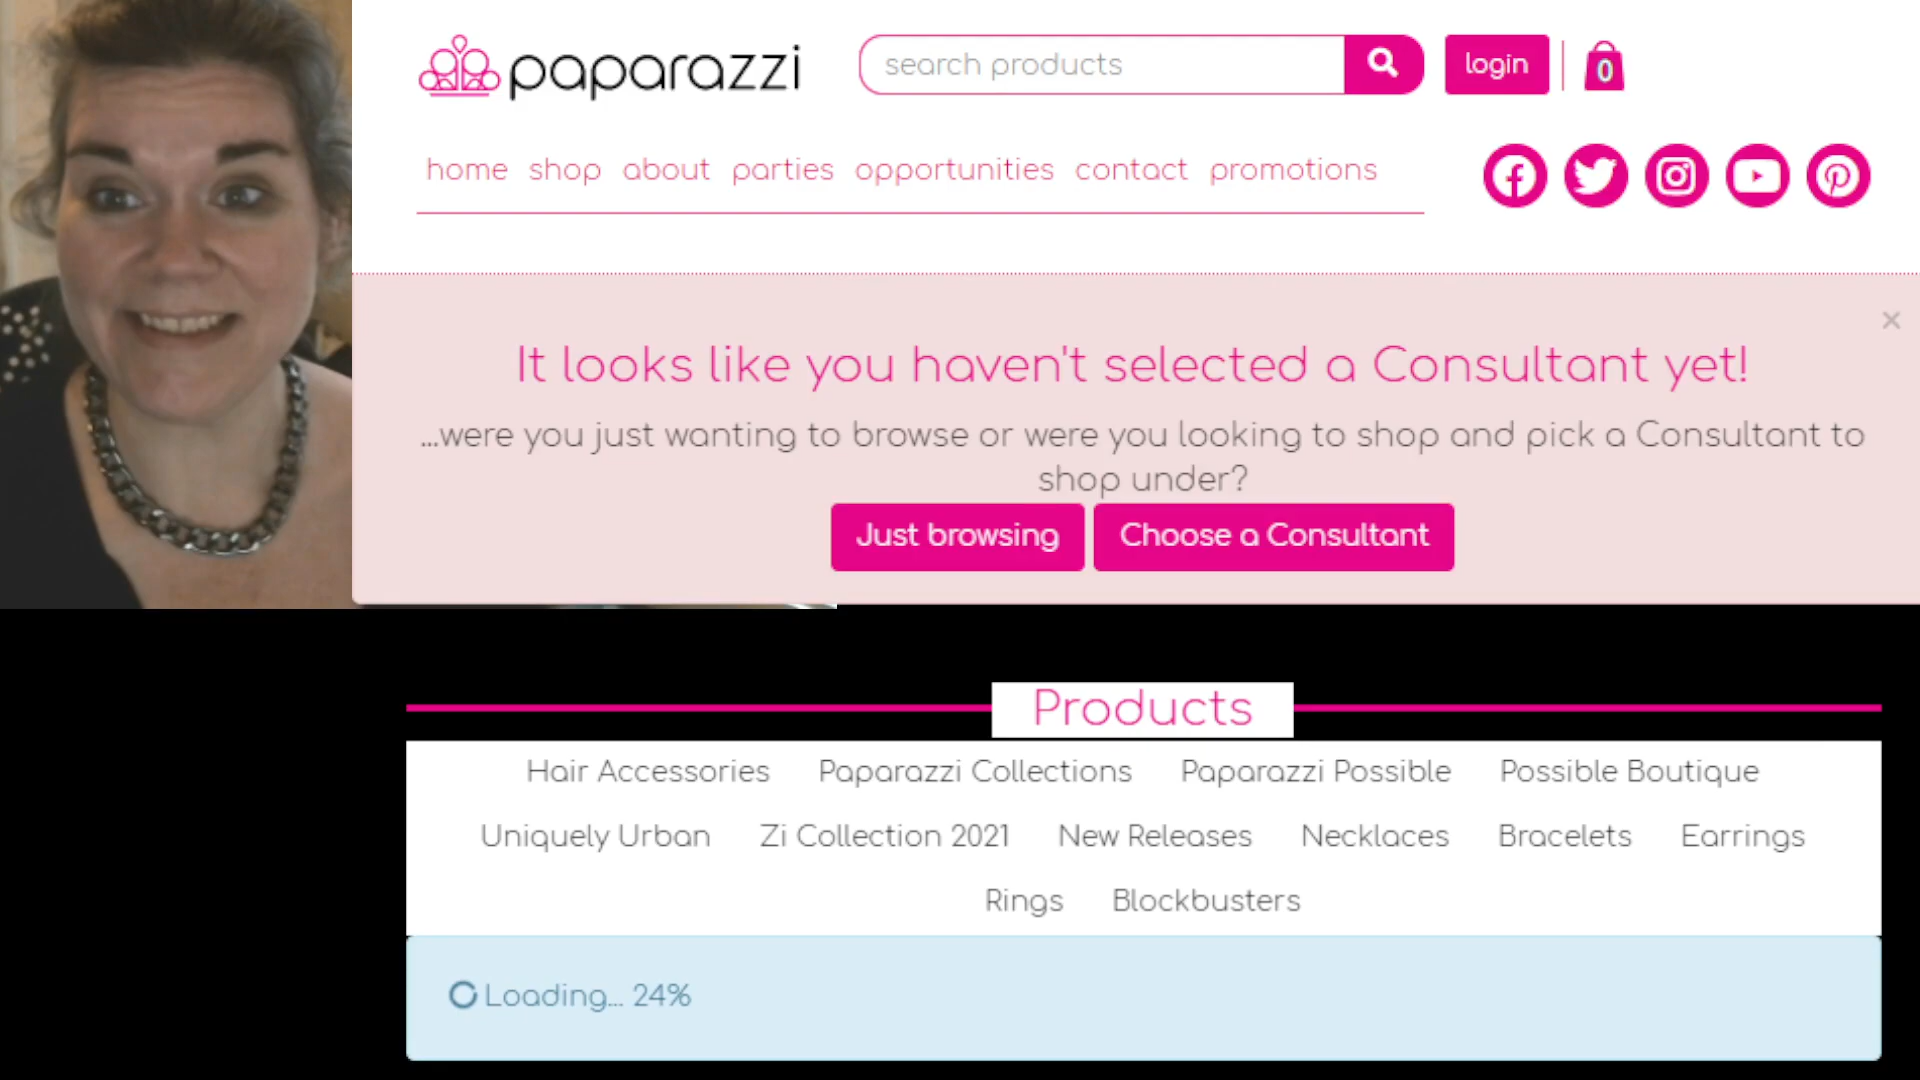 paparazzi
search products
login
0
home shop about parties opportunities contact promotions
It looks like you haven't selected a Consultant yet!
...were you just wanting to browse or were you looking to shop and pick a Consultant to
shop under?
Just browsing
Choose a Consultant
Products
Hair Accessories Paparazzi Collections Paparazzi Possible Possible Boutique
Uniquely Urban Zi Collection 2021 New Releases Necklaces Bracelets Earrings
Rings Blockbusters
Loading... 24%